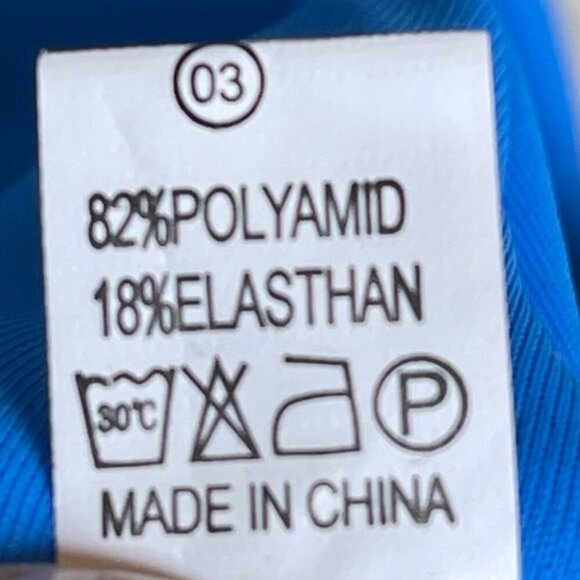 03
82%POLYAMID
18%ELASTHAN
30℃ P
MADE IN CHINA